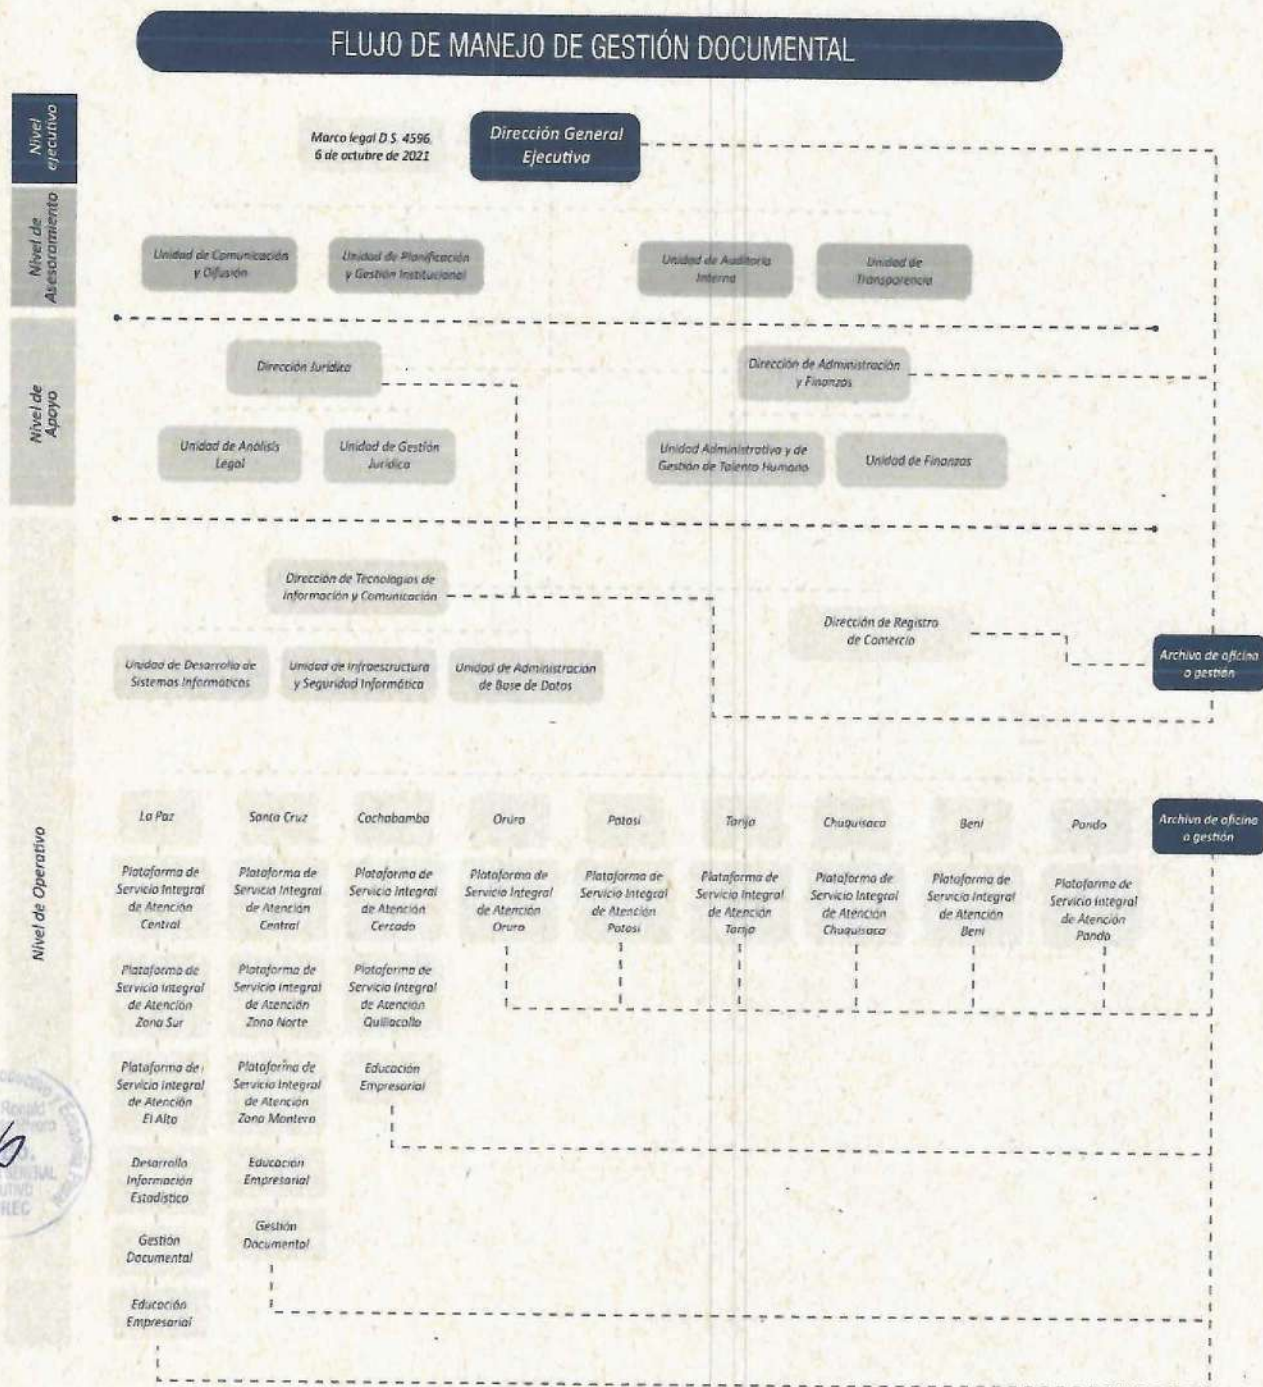 FLUJO DE MANEJO DE GESTIÓN DOCUMENTAL
Nivel
ejecutivo
Marco legal D.S. 4596,
6 de octubre de 2021
Dirección General
Ejecutiva
Nivel de
Asesoramiento
Unidad de Comunicación
y Difusión
Unidad de Planificación
y Gestión Institucional
Unidad de Auditoria
Interna
Unidad de
Transparencia
Nivel de
Apoyo
Dirección Jurídica
Dirección de Administración
y Finanzas
Unidad de Análisis
Legal
Unidad de Gestión
Jurídica
Unidad Administrativa y de
Gestión de Talento Humano
Unidad de Finanzas
Nivel de Operativo
Dirección de Tecnologías de
Información y Comunicación
Dirección de Registro
de Comercio
Archivo de oficina
o gestión
Unidad de Desarrollo de
Sistemas Informáticos
Unidad de Infraestructura
y Seguridad Informática
Unidad de Administración
de Base de Datos
La Paz
Santa Cruz
Cochabamba
Oruro
Potosí
Tarija
Chuquisaca
Beni
Pando
Archivo de oficina
o gestión
Plataforma de
Servicio Integral
de Atención
Central
Plataforma de
Servicio Integral
de Atención
Central
Plataforma de
Servicio Integral
de Atención
Cercado
Plataforma de
Servicio Integral
de Atención
Oruro
Plataforma de
Servicio Integral
de Atención
Potosí
Plataforma de
Servicio Integral
de Atención
Tarija
Plataforma de
Servicio Integral
de Atención
Chuquisaca
Plataforma de
Servicio Integral
de Atención
Beni
Plataforma de
Servicio Integral
de Atención
Pando
Plataforma de
Servicio Integral
de Atención
Zona Sur
Plataforma de
Servicio Integral
de Atención
Zona Norte
Plataforma de
Servicio Integral
de Atención
Quillacollo
Plataforma de
Servicio Integral
de Atención
El Alto
Plataforma de
Servicio Integral
de Atención
Zona Montero
Educación
Empresarial
Desarrollo
Información
Estadístico
Educación
Empresarial
Gestión
Documental
Gestión
Documental
Educación
Empresarial